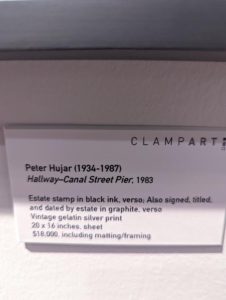 CLAMPART
Peter Hujar (1934-1987)
Hallway–Canal Street Pier, 1983
Estate stamp in black ink, verso; Also signed, titled,
and dated by estate in graphite, verso
Vintage gelatin silver print
20 x 16 inches, sheet
$18,000, including matting/framing